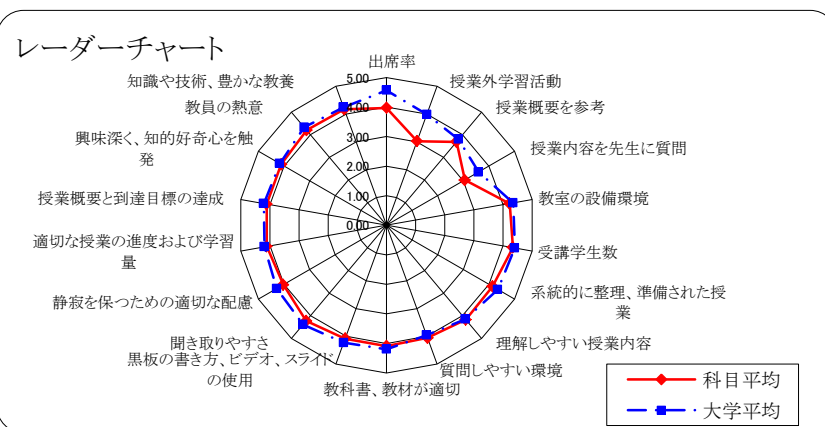 レーダーチャート
出席率
授業外学習活動
授業概要を参考
授業内容を先生に質問
教室の設備環境
受講学生数
系統的に整理、準備された授
業
理解しやすい授業内容
質問しやすい環境
教科書、教材が適切
黒板の書き方、ビデオ、スライド
の使用
聞き取りやすさ
静寂を保つための適切な配慮
適切な授業の進度および学習
量
授業概要と到達目標の達成
興味深く、知的好奇心を触
発
教員の熱意
知識や技術、豊かな教養
5.00
4.00
3.00
2.00
1.00
0.00
科目平均
大学平均